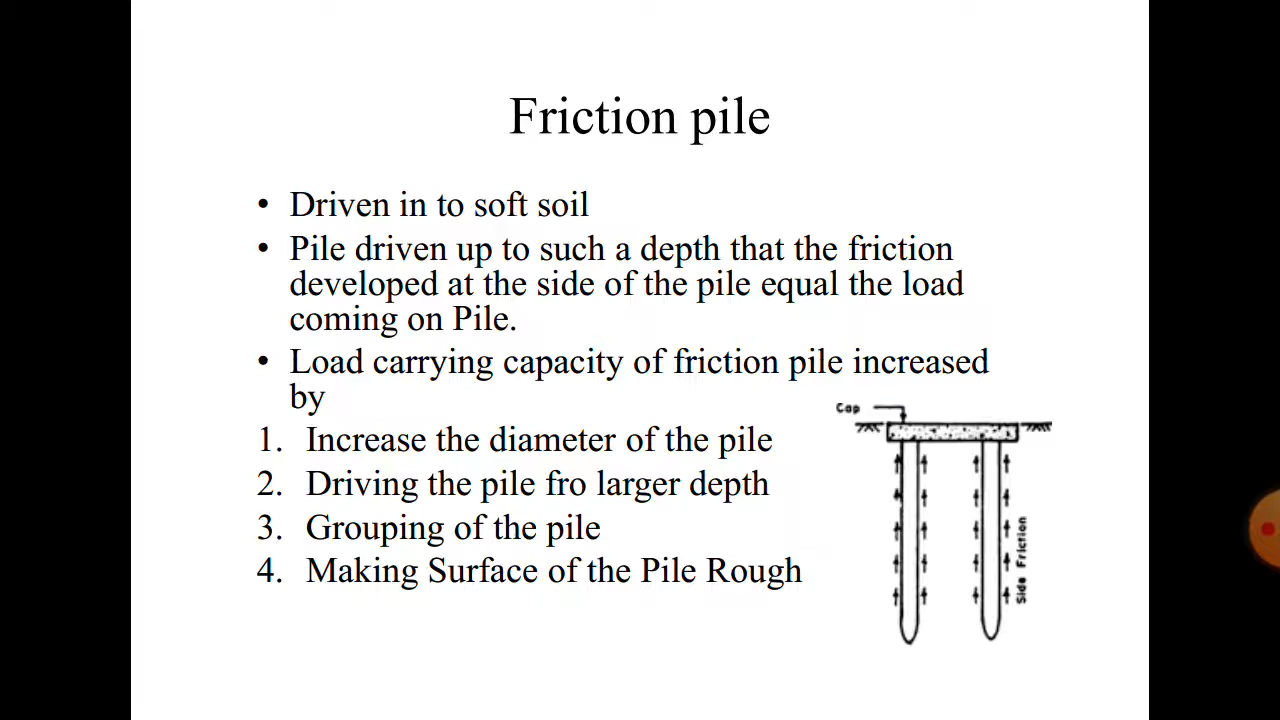 Friction pile
• Driven in to soft soil
• Pile driven up to such a depth that the friction
developed at the side of the pile equal the load
coming on Pile.
• Load carrying capacity of friction pile increased
by
1. Increase the diameter of the pile
2. Driving the pile fro larger depth
3. Grouping of the pile
4. Making Surface of the Pile Rough
Cap
Side Friction